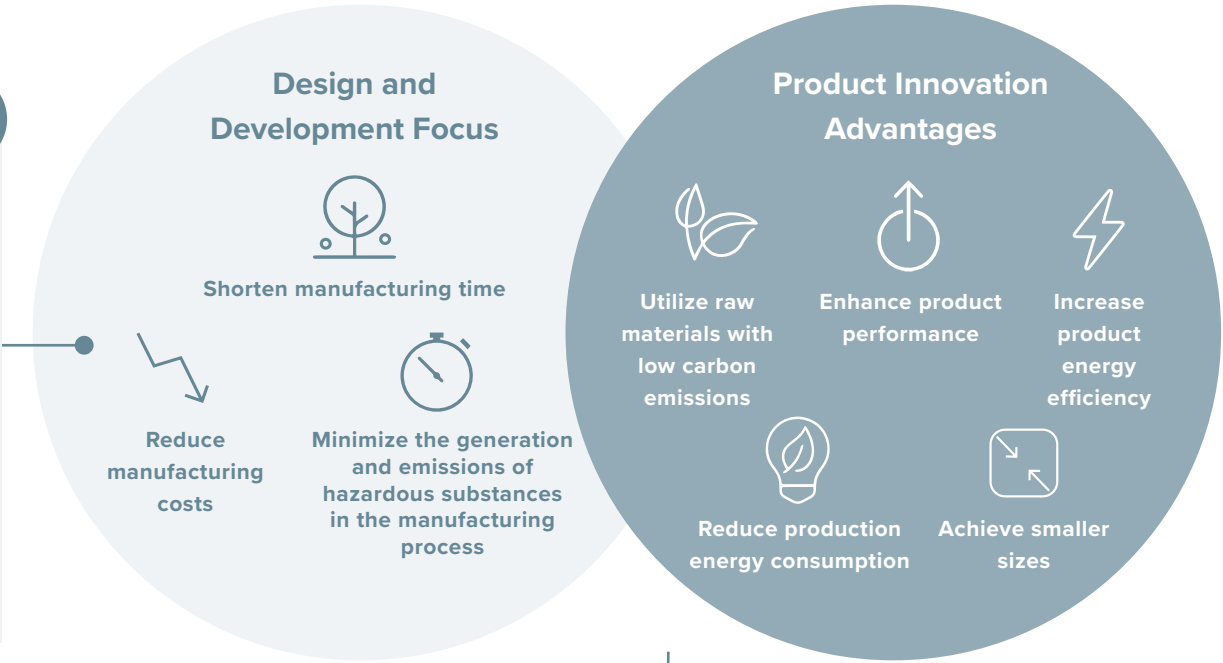 Design and
Development Focus
Shorten manufacturing time
Reduce
manufacturing
costs
Minimize the generation
and emissions of
hazardous substances
in the manufacturing
process
Product Innovation
Advantages
Utilize raw
materials with
low carbon
emissions
Enhance product
performance
Increase
product
energy
efficiency
Reduce production
energy consumption
Achieve smaller
sizes